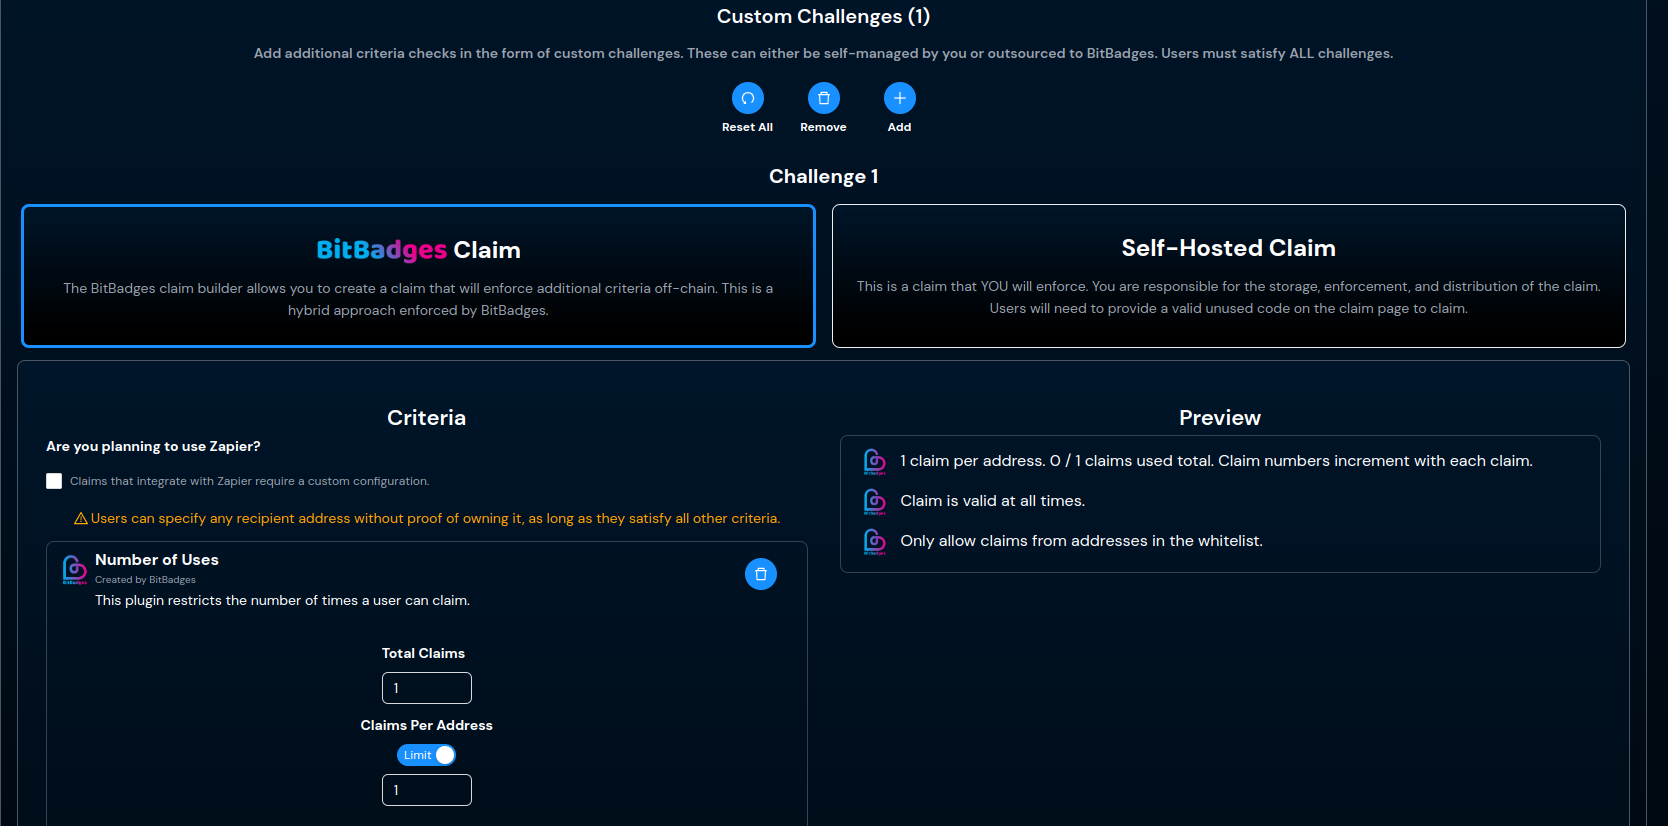 Custom Challenges (1)
Add additional criteria checks in the form of custom challenges. These can either be self-managed by you or outsourced to BitBadges. Users must satisfy ALL challenges.
Reset All
Remove
Add
Challenge 1
BitBadges Claim
The BitBadges claim builder allows you to create a claim that will enforce additional criteria off-chain. This is a
hybrid approach enforced by BitBadges.
Self-Hosted Claim
This is a claim that YOU will enforce. You are responsible for the storage, enforcement, and distribution of the claim.
Users will need to provide a valid unused code on the claim page to claim.
Criteria
Are you planning to use Zapier?
Claims that integrate with Zapier require a custom configuration.
Users can specify any recipient address without proof of owning it, as long as they satisfy all other criteria.
BitBadges
Number of Uses
Created by BitBadges
This plugin restricts the number of times a user can claim.
Total Claims
1
Claims Per Address
Limit
1
Preview
BitBadges
1 claim per address. 0 / 1 claims used total. Claim numbers increment with each claim.
BitBadges
Claim is valid at all times.
BitBadges
Only allow claims from addresses in the whitelist.